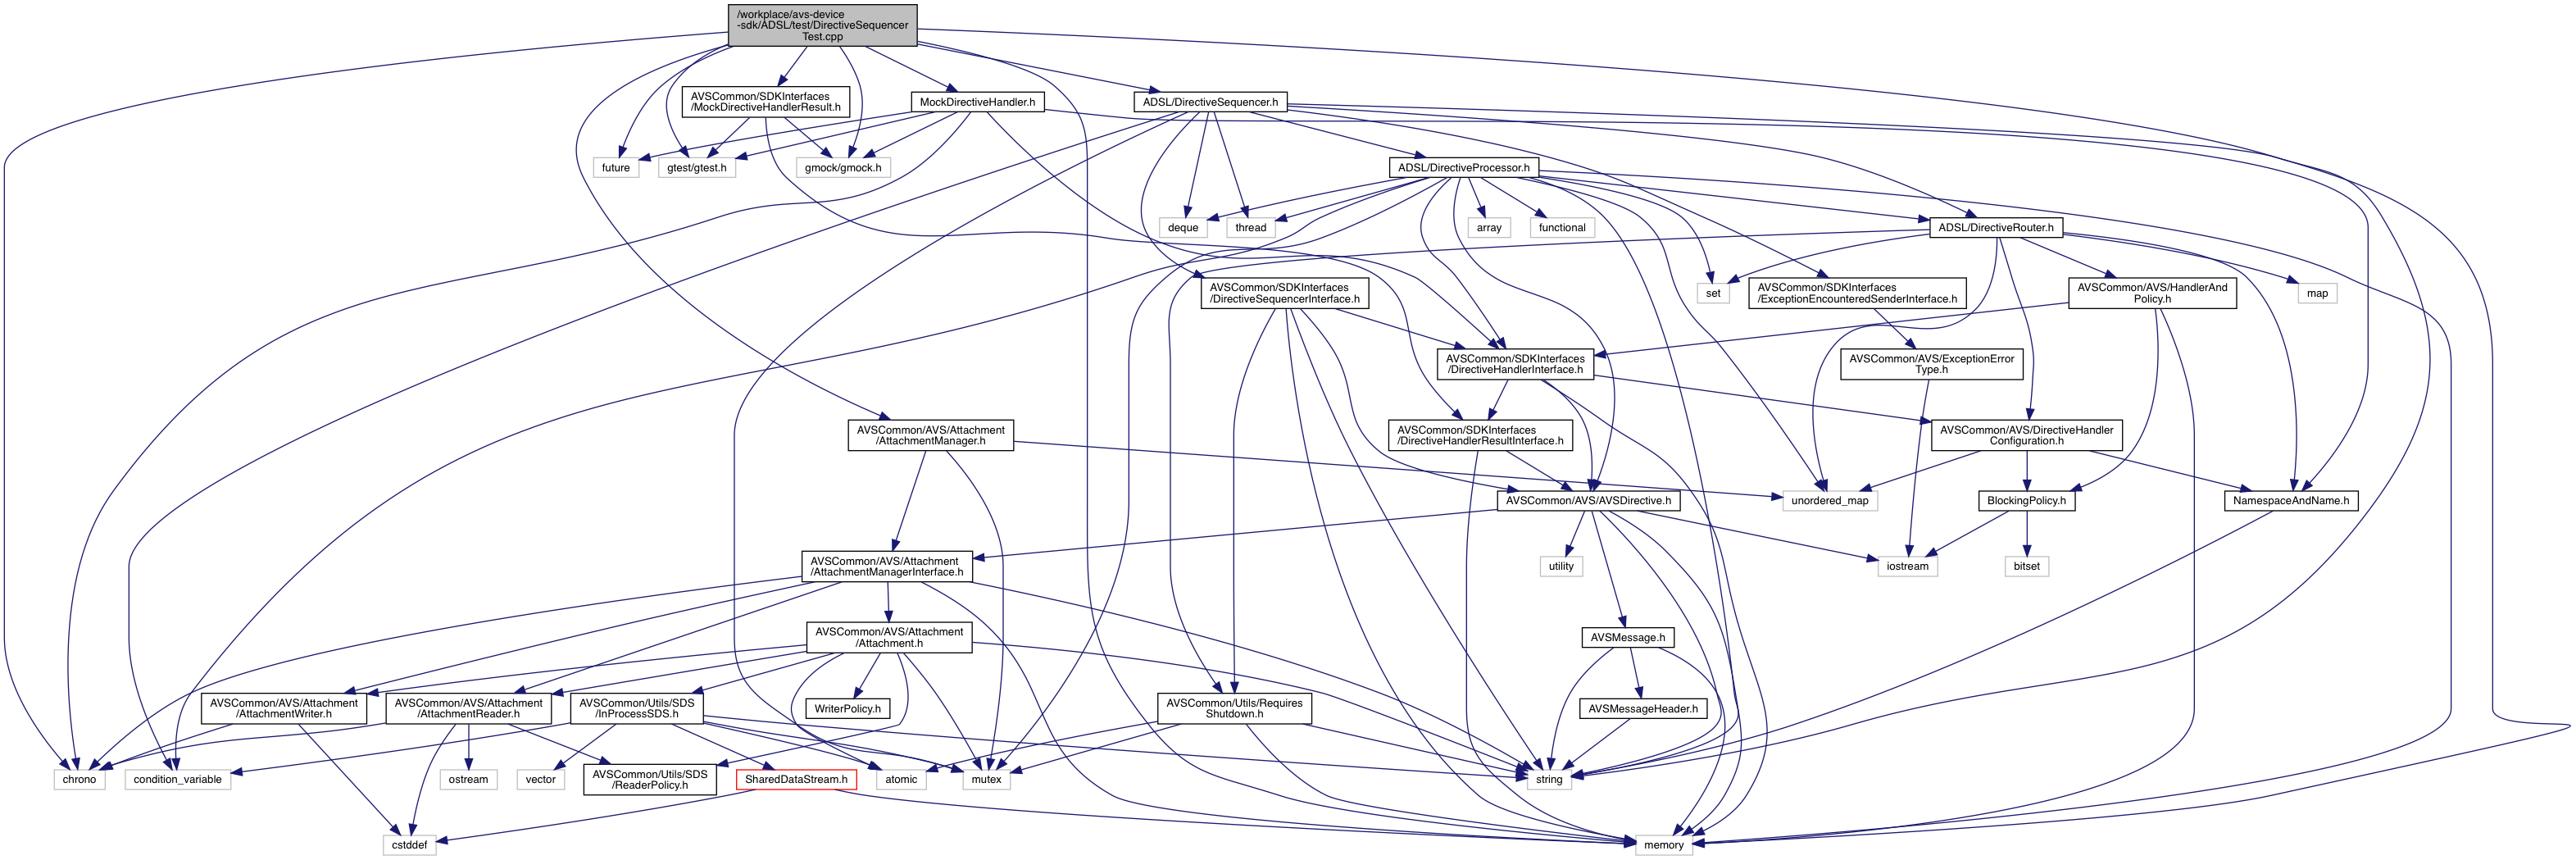 /workplace/avs-device
-sdk/ADSL/test/DirectiveSequencer
Test.cpp
AVSCommon/SDKInterfaces
/MockDirectiveHandlerResult.h
MockDirectiveHandler.h
ADSL/DirectiveSequencer.h
future
gtest/gtest.h
gmock/gmock.h
ADSL/DirectiveProcessor.h
deque
thread
array
functional
ADSL/DirectiveRouter.h
AVSCommon/SDKInterfaces
/DirectiveSequencerInterface.h
set
AVSCommon/SDKInterfaces
/ExceptionEncounteredSenderInterface.h
AVSCommon/AVS/HandlerAnd
Policy.h
map
AVSCommon/SDKInterfaces
/DirectiveHandlerInterface.h
AVSCommon/AVS/ExceptionError
Type.h
AVSCommon/AVS/Attachment
/AttachmentManager.h
AVSCommon/SDKInterfaces
/DirectiveHandlerResultInterface.h
AVSCommon/AVS/DirectiveHandler
Configuration.h
AVSCommon/AVS/AVSDirective.h
unordered_map
BlockingPolicy.h
NamespaceAndName.h
AVSCommon/AVS/Attachment
/AttachmentManagerInterface.h
utility
iostream
bitset
AVSCommon/AVS/Attachment
/Attachment.h
AVSMessage.h
AVSCommon/AVS/Attachment
/AttachmentWriter.h
AVSCommon/AVS/Attachment
/AttachmentReader.h
AVSCommon/Utils/SDS
/InProcessSDS.h
WriterPolicy.h
AVSCommon/Utils/Requires
Shutdown.h
AVSMessageHeader.h
chrono
condition_variable
ostream
vector
AVSCommon/Utils/SDS
/ReaderPolicy.h
SharedDataStream.h
atomic
mutex
string
cstddef
memory